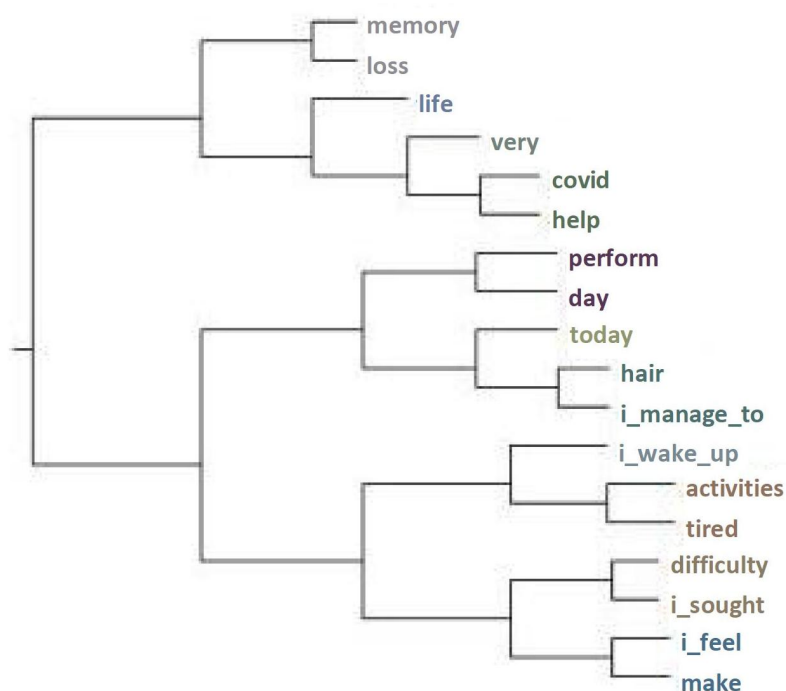 memory
loss
life
very
covid
help
perform
day
today
hair
i_manage_to
i_wake_up
activities
tired
difficulty
i_sought
i_feel
make